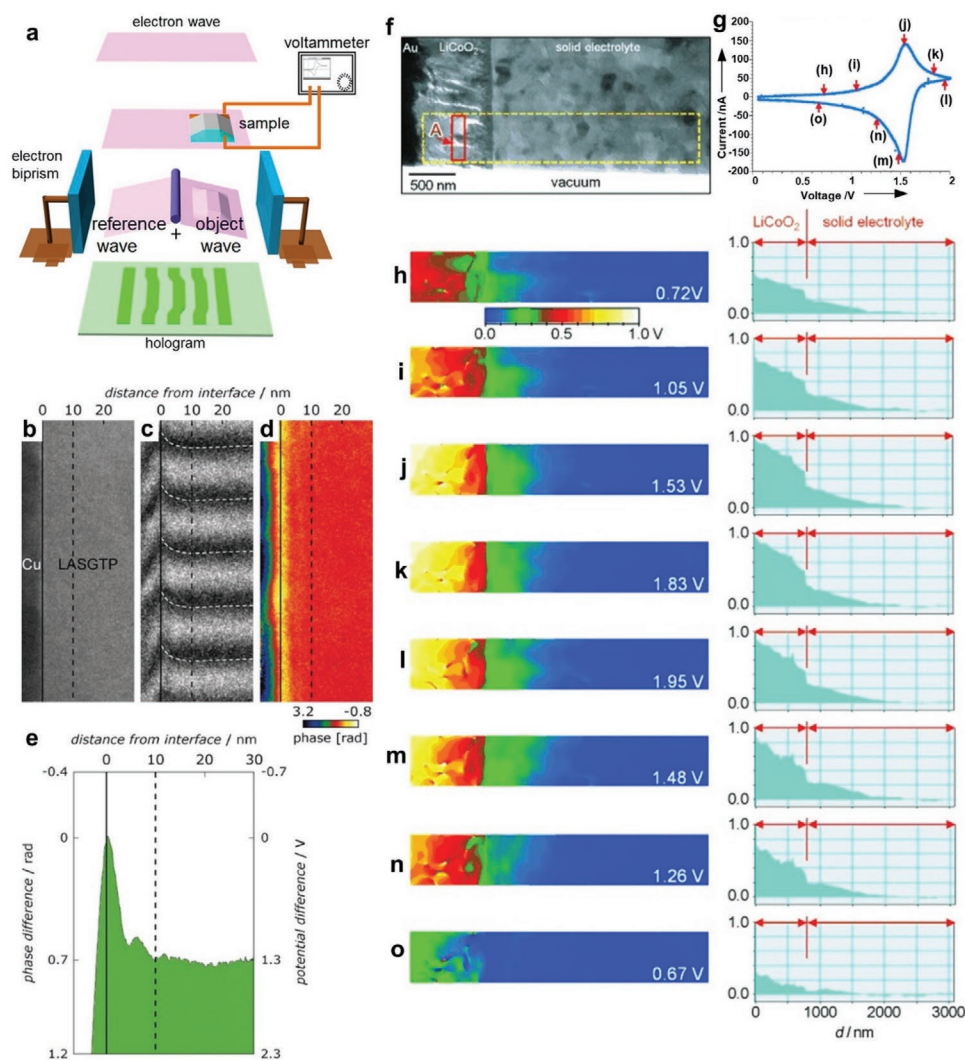 a
electron wave
voltammeter
sample
electron
biprism
reference
wave
+
object
wave
hologram
distance from interface / nm
0 10 20 0 10 20 0 10 20
b c d
Cu
LASGTP
3.2 -0.8
phase [rad]
e
distance from interface / nm
0 10 20 30
-0.4
0
0.7
1.2
phase difference / rad
-0.7
0
1.3
2.3
potential difference / V
f
Au
LiCoO₂
solid electrolyte
A
500 nm
vacuum
g
200
150
100
50
0
-50
-100
-150
-200
Current /nA
0 0.5 1.0 1.5 2
Voltage /V
(h)
(i)
(j)
(k)
(l)
(m)
(n)
(o)
LiCoO₂
solid electrolyte
h
0.72V
0.0 0.5 1.0 V
1.0
0.0
i
1.05 V
1.0
0.0
j
1.53 V
1.0
0.0
k
1.83 V
1.0
0.0
l
1.95 V
1.0
0.0
m
1.48 V
1.0
0.0
n
1.26 V
1.0
0.0
o
0.67 V
1.0
0.0
0 1000 2000 3000
d / nm